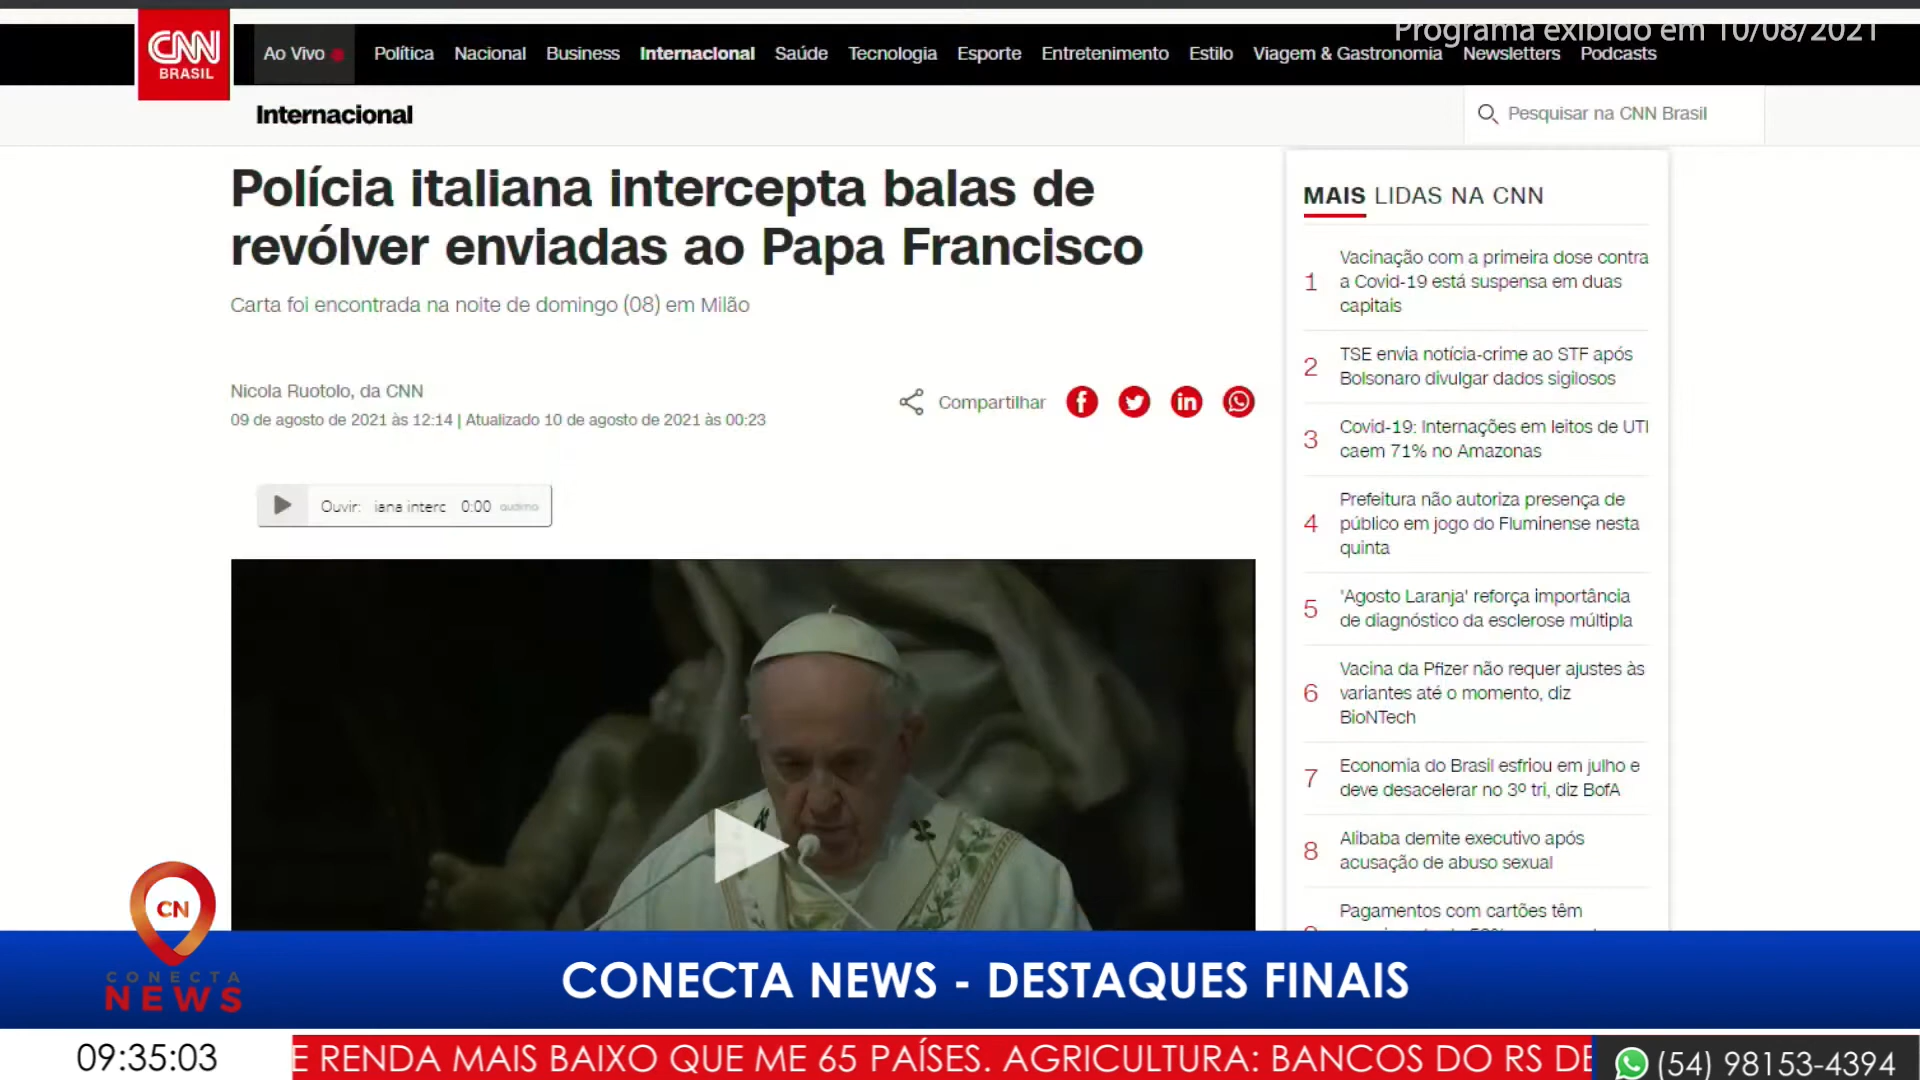 Programa exibido em 10/08/2021
CNN
BRASIL
Ao Vivo
Política
Nacional
Business
Internacional
Saúde
Tecnologia
Esporte
Entretenimento
Estilo
Viagem & Gastronomia
Newsletters
Podcasts
Internacional
Pesquisar na CNN Brasil
Polícia italiana intercepta balas de
revólver enviadas ao Papa Francisco
Carta foi encontrada na noite de domingo (08) em Milão
Nicola Ruotolo, da CNN
09 de agosto de 2021 às 12:14 | Atualizado 10 de agosto de 2021 às 00:23
Compartilhar
Ouvir: iana interc 0:00 audima
MAIS LIDAS NA CNN
1
Vacinação com a primeira dose contra
a Covid-19 está suspensa em duas
capitais
2
TSE envia notícia-crime ao STF após
Bolsonaro divulgar dados sigilosos
3
Covid-19: Internações em leitos de UTI
caem 71% no Amazonas
4
Prefeitura não autoriza presença de
público em jogo do Fluminense nesta
quinta
5
'Agosto Laranja' reforça importância
de diagnóstico da esclerose múltipla
6
Vacina da Pfizer não requer ajustes às
variantes até o momento, diz
BioNTech
7
Economia do Brasil esfriou em julho e
deve desacelerar no 3º tri, diz BofA
8
Alibaba demite executivo após
acusação de abuso sexual
Pagamentos com cartões têm
CN
CONECTA
NEWS
CONECTA NEWS - DESTAQUES FINAIS
09:35:03
E RENDA MAIS BAIXO QUE ME 65 PAÍSES. AGRICULTURA: BANCOS DO RS DE
(54) 98153-4394